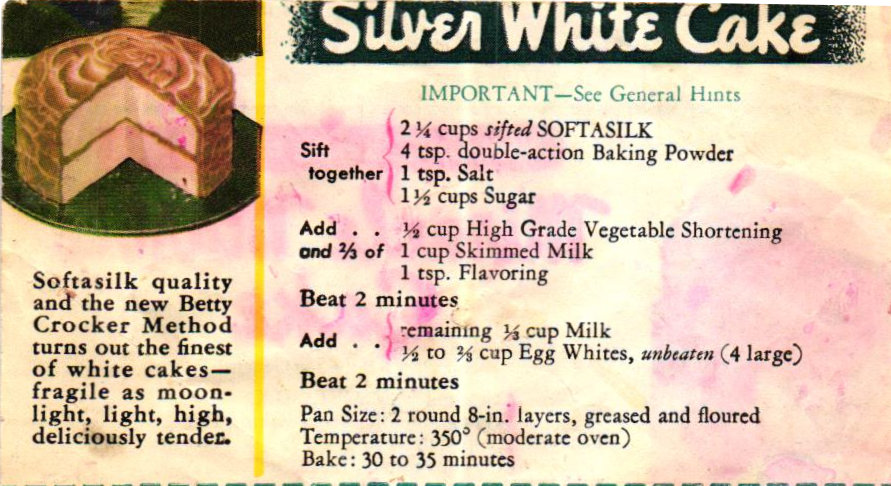 Silver White Cake
IMPORTANT—See General Hints
Sift together
2 ¼ cups sifted SOFTASILK
4 tsp. double-action Baking Powder
1 tsp. Salt
1 ½ cups Sugar
Add . . ½ cup High Grade Vegetable Shortening
and ⅔ of 1 cup Skimmed Milk
1 tsp. Flavoring
Beat 2 minutes
Add . .
remaining ⅓ cup Milk
½ to ⅔ cup Egg Whites, unbeaten (4 large)
Beat 2 minutes
Pan Size: 2 round 8-in. layers, greased and floured
Temperature: 350° (moderate oven)
Bake: 30 to 35 minutes
Softasilk quality
and the new Betty
Crocker Method
turns out the finest
of white cakes—
fragile as moon-
light, light, high,
deliciously tender.